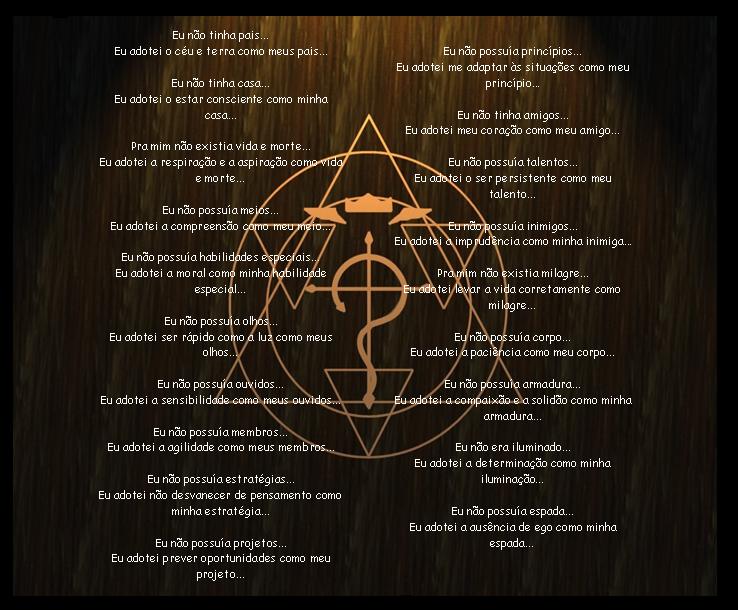 Eu não tinha pais...
Eu adotei o céu e terra como meus pais...
Eu não tinha casa...
Eu adotei o estar consciente como minha
casa...
Pra mim não existia vida e morte...
Eu adotei a respiração e a aspiração como vida
e morte...
Eu não possuía meios...
Eu adotei a compreensão como meu meio...
Eu não possuía habilidades especiais...
Eu adotei a moral como minha habilidade
especial...
Eu não possuía olhos...
Eu adotei ser rápido como a luz como meus
olhos...
Eu não possuía ouvidos...
Eu adotei a sensibilidade como meus ouvidos...
Eu não possuía membros...
Eu adotei a agilidade como meus membros...
Eu não possuía estratégias...
Eu adotei não desvanecer de pensamento como
minha estratégia...
Eu não possuía projetos...
Eu adotei prever oportunidades como meu
projeto...
Eu não possuía princípios...
Eu adotei me adaptar às situações como meu
princípio...
Eu não tinha amigos...
Eu adotei meu coração como meu amigo...
Eu não possuía talentos...
Eu adotei o ser persistente como meu
talento...
Eu não possuía inimigos...
Eu adotei a imprudência como minha inimiga...
Pra mim não existia milagre...
Eu adotei levar a vida corretamente como
milagre...
Eu não possuía corpo...
Eu adotei a paciência como meu corpo...
Eu não possuía armadura...
Eu adotei a compaixão e a solidão como minha
armadura...
Eu não era iluminado...
Eu adotei a determinação como minha
iluminação...
Eu não possuía espada...
Eu adotei a ausência de ego como minha
espada...